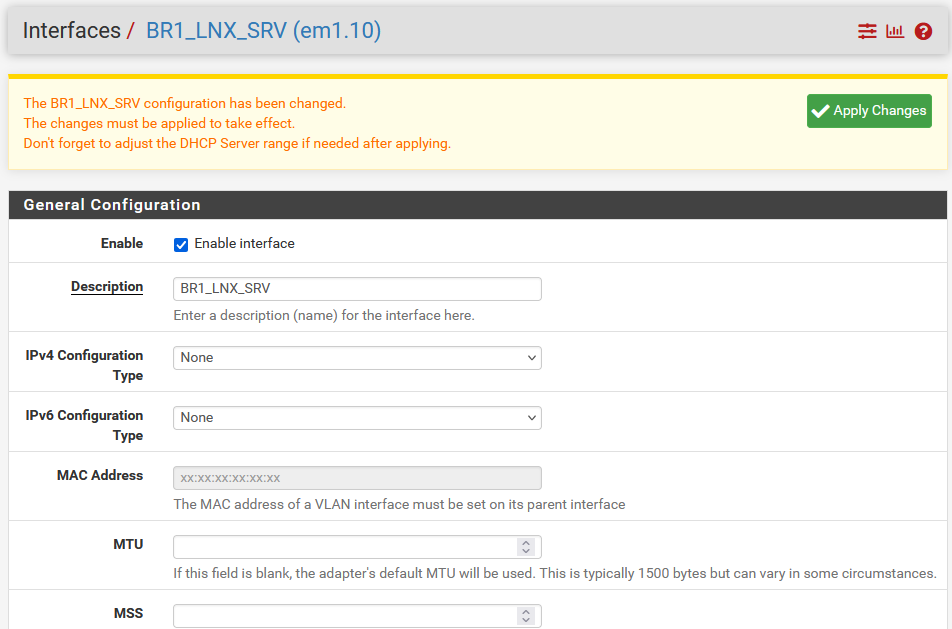 Interfaces / BR1_LNX_SRV (em1.10)
The BR1_LNX_SRV configuration has been changed.
The changes must be applied to take effect.
Don't forget to adjust the DHCP Server range if needed after applying.
Apply Changes
General Configuration
Enable
Enable interface
Description
BR1_LNX_SRV
Enter a description (name) for the interface here.
IPv4 Configuration
Type
None
IPv6 Configuration
Type
None
MAC Address
xx:xx:xx:xx:xx:xx
The MAC address of a VLAN interface must be set on its parent interface
MTU
If this field is blank, the adapter's default MTU will be used. This is typically 1500 bytes but can vary in some circumstances.
MSS